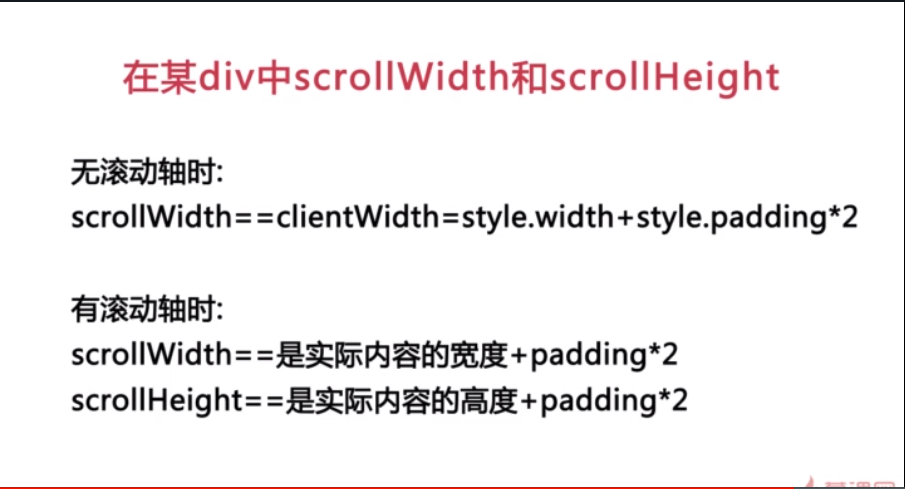 在某div中scrollWidth和scrollHeight
无滚动轴时:
scrollWidth==clientWidth=style.width+style.padding*2
有滚动轴时:
scrollWidth==是实际内容的宽度+padding*2
scrollHeight==是实际内容的高度+padding*2